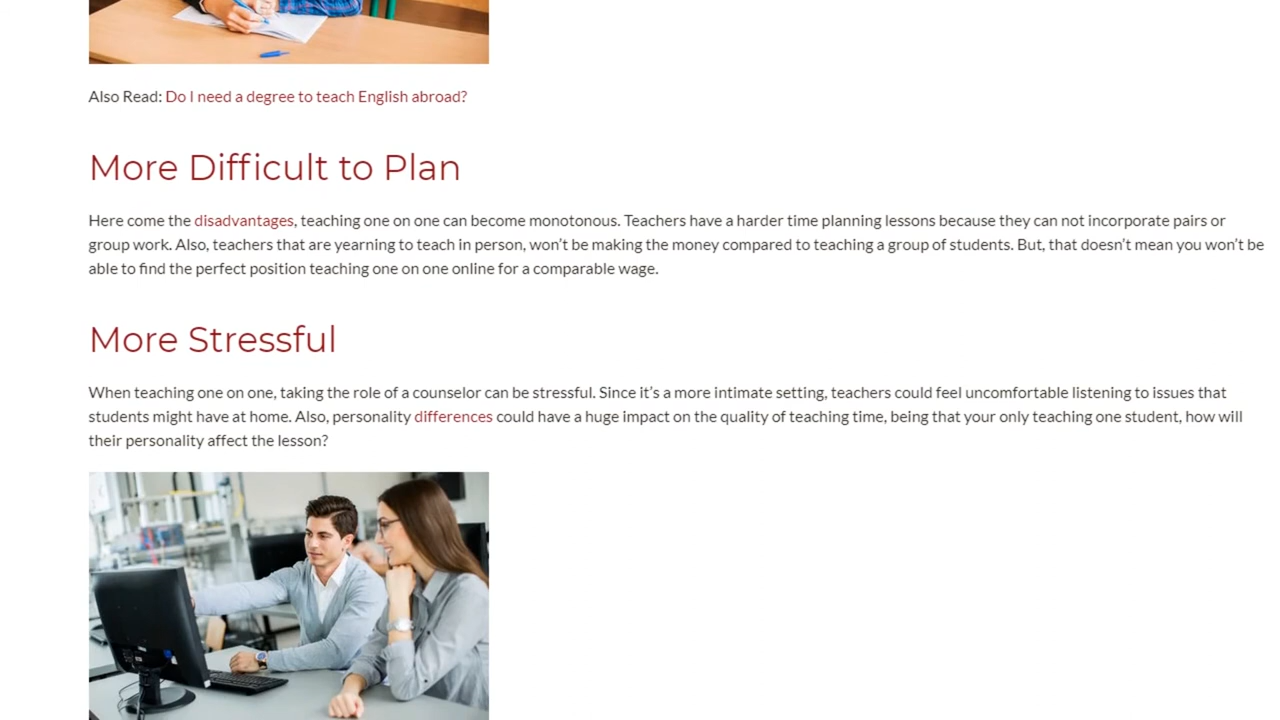 Also Read: Do I need a degree to teach English abroad?
More Difficult to Plan
Here come the disadvantages, teaching one on one can become monotonous. Teachers have a harder time planning lessons because they can not incorporate pairs or
group work. Also, teachers that are yearning to teach in person, won't be making the money compared to teaching a group of students. But, that doesn't mean you won't be
able to find the perfect position teaching one on one online for a comparable wage.
More Stressful
When teaching one on one, taking the role of a counselor can be stressful. Since it's a more intimate setting, teachers could feel uncomfortable listening to issues that
students might have at home. Also, personality differences could have a huge impact on the quality of teaching time, being that your only teaching one student, how will
their personality affect the lesson?